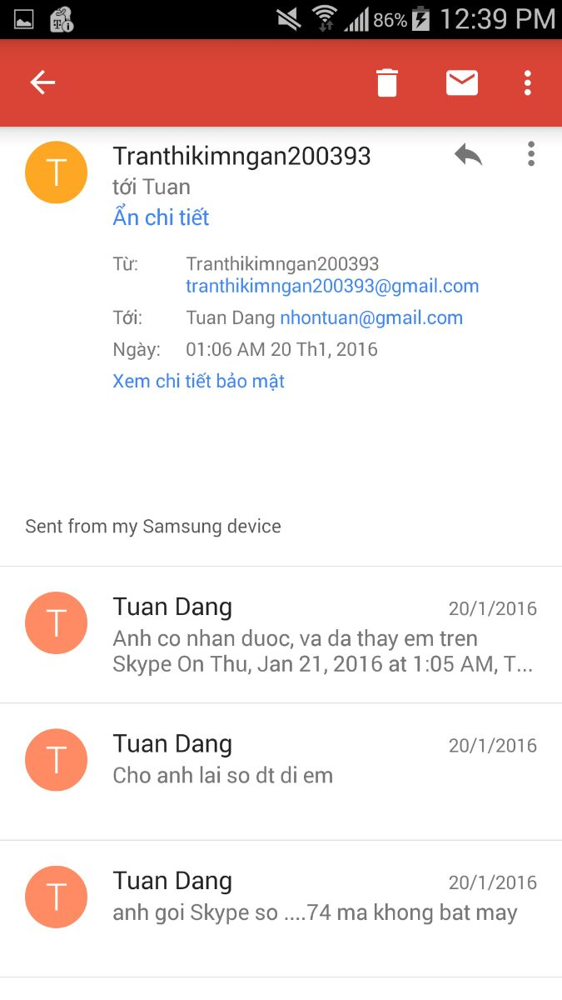 86% 12:39 PM
T
Tranthikimngan200393
tới Tuan
Ẩn chi tiết
Từ: Tranthikimngan200393
tranthikimngan200393@gmail.com
Tới: Tuan Dang nhontuan@gmail.com
Ngày: 01:06 AM 20 Th1, 2016
Xem chi tiết bảo mật
Sent from my Samsung device
T
Tuan Dang 20/1/2016
Anh co nhan duoc, va da thay em tren
Skype On Thu, Jan 21, 2016 at 1:05 AM, T...
T
Tuan Dang 20/1/2016
Cho anh lai so dt di em
T
Tuan Dang 20/1/2016
anh goi Skype so ....74 ma khong bat may